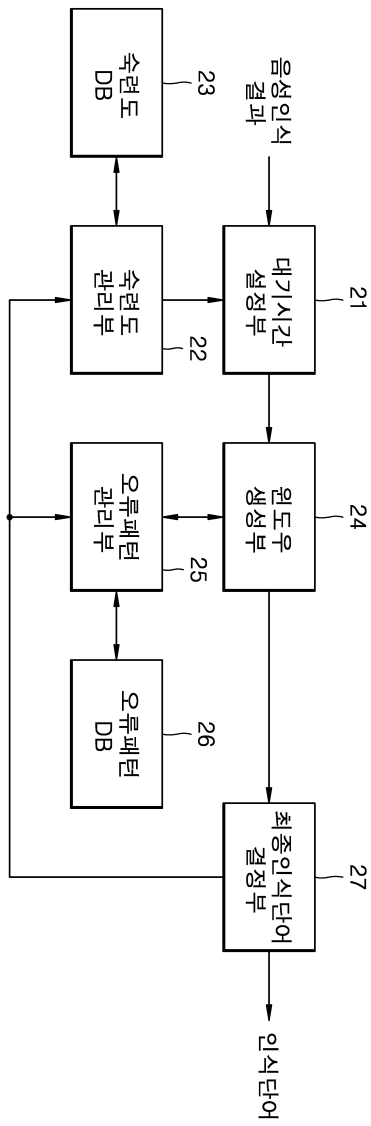 음성인식
결과
21
대기시간
설정부
24
윈도우
생성부
27
최종인식단어
결정부
인식단어
23
숙련도
DB
22
숙련도
관리부
25
오류패턴
관리부
26
오류패턴
DB